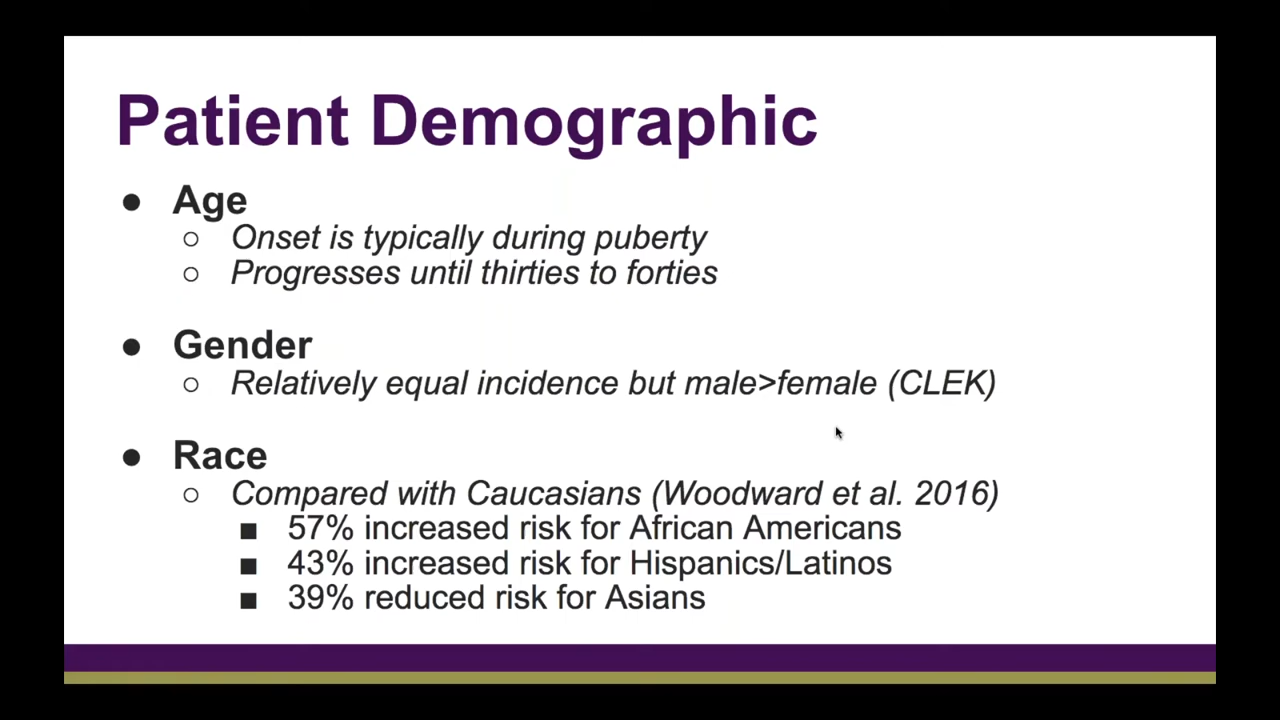 Patient Demographic
● Age
○ Onset is typically during puberty
○ Progresses until thirties to forties
● Gender
○ Relatively equal incidence but male>female (CLEK)
● Race
○ Compared with Caucasians (Woodward et al. 2016)
■ 57% increased risk for African Americans
■ 43% increased risk for Hispanics/Latinos
■ 39% reduced risk for Asians